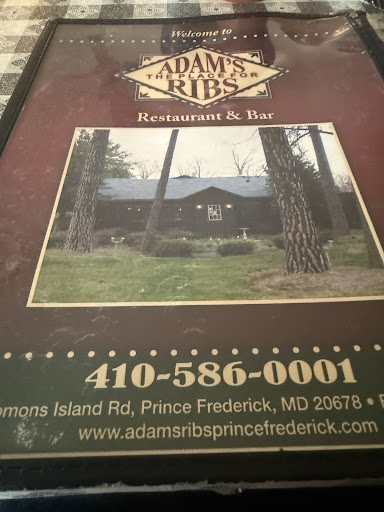 Welcome to
ADAM'S
THE PLACE FOR
RIBS
Restaurant & Bar
410-586-0001
omons Island Rd, Prince Frederick, MD 20678 •
www.adamsribsprincefrederick.com